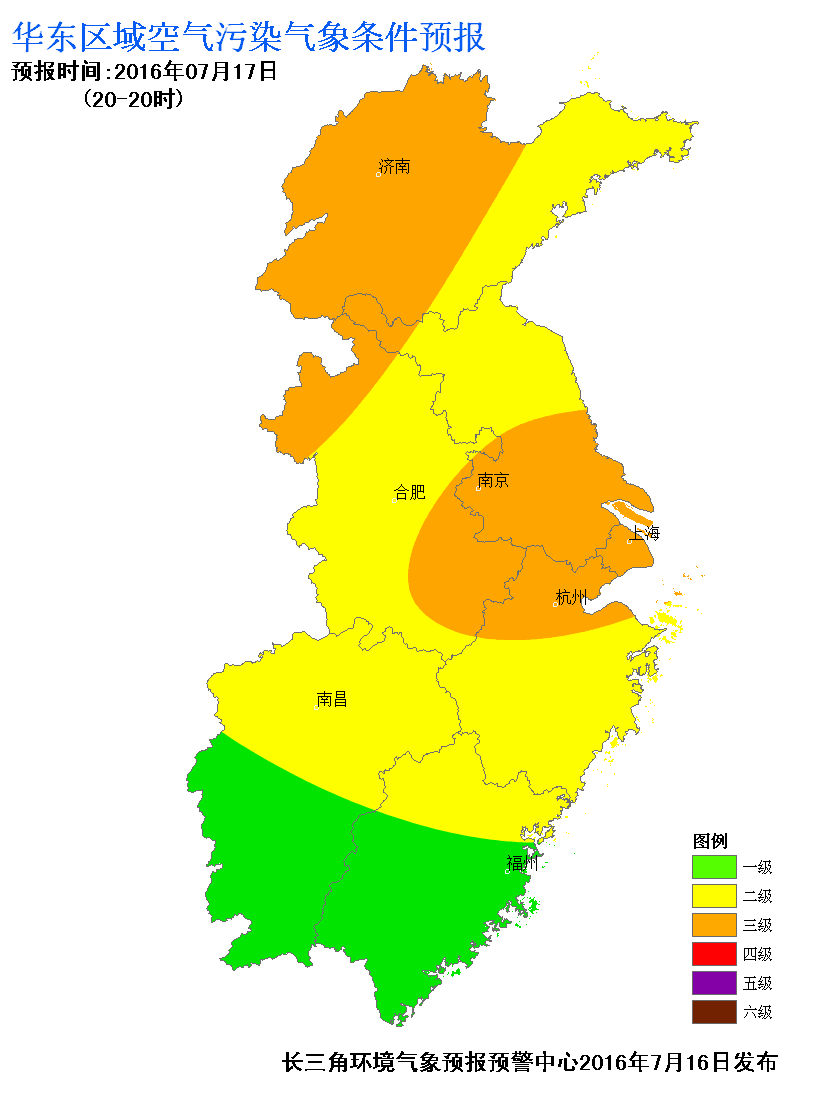 华东区域空气污染气象条件预报
预报时间:2016年07月17日
(20-20时)
济南
南京
合肥
上海
杭州
南昌
福州
图例
一级
二级
三级
四级
五级
六级
长三角环境气象预报预警中心2016年7月16日发布